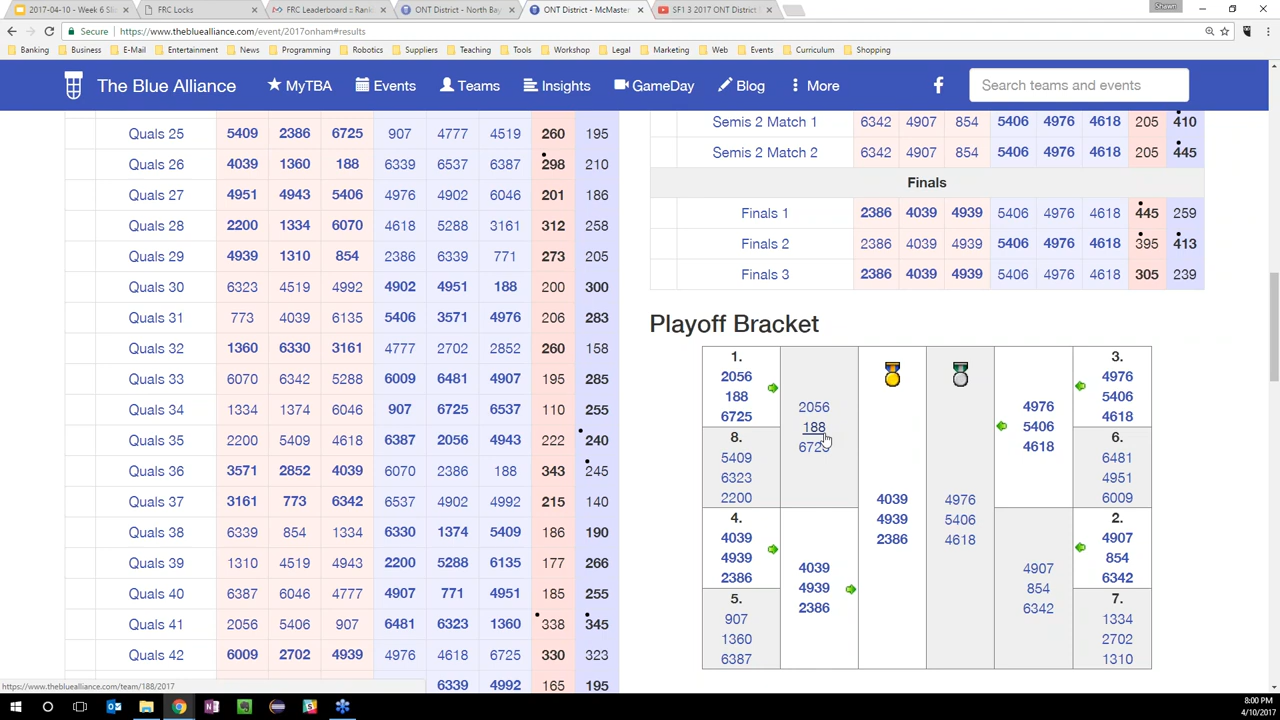 2017-04-10 - Week 6 Sli
FRC Locks
FRC Leaderboard :: Rank
ONT District - North Bay
ONT District - McMaster
SF1 3 2017 ONT District
Shawn
Secure
https://www.thebluealliance.com/event/2017onham#results
Banking Business E-Mail Entertainment News Programming Robotics Suppliers Teaching Tools Workshop Legal Marketing Web Events Curriculum Shopping
The Blue Alliance MyTBA Events Teams Insights GameDay Blog More Search teams and events
Quals 25 5409 2386 6725 907 4777 4519 260 195
Quals 26 4039 1360 188 6339 6537 6387 298 210
Quals 27 4951 4943 5406 4976 4902 6046 201 186
Quals 28 2200 1334 6070 4618 5288 3161 312 258
Quals 29 4939 1310 854 2386 6339 771 273 205
Quals 30 6323 4519 4992 4902 4951 188 200 300
Quals 31 773 4039 6135 5406 3571 4976 206 283
Quals 32 1360 6330 3161 4777 2702 2852 260 158
Quals 33 6070 6342 5288 6009 6481 4907 195 285
Quals 34 1334 1374 6046 907 6725 6537 110 255
Quals 35 2200 5409 4618 6387 2056 4943 222 240
Quals 36 3571 2852 4039 6070 2386 188 343 245
Quals 37 3161 773 6342 6537 4902 4992 215 140
Quals 38 6339 854 1334 6330 1374 5409 186 190
Quals 39 1310 4519 4943 2200 5288 6135 177 266
Quals 40 6387 6046 4777 4907 771 4951 185 255
Quals 41 2056 5406 907 6481 6323 1360 338 345
Quals 42 6009 2702 4939 4976 4618 6725 330 323
6339 4992 165 195
Semis 2 Match 1 6342 4907 854 5406 4976 4618 205 410
Semis 2 Match 2 6342 4907 854 5406 4976 4618 205 445
Finals
Finals 1 2386 4039 4939 5406 4976 4618 445 259
Finals 2 2386 4039 4939 5406 4976 4618 395 413
Finals 3 2386 4039 4939 5406 4976 4618 305 239
Playoff Bracket
1.
2056
188
6725
8.
5409
6323
2200
4.
4039
4939
2386
5.
907
1360
6387
2056
188
6725
4039
4939
2386
4039
4939
2386
4976
5406
4618
4976
5406
4618
4907
854
6342
3.
4976
5406
4618
6.
6481
4951
6009
2.
4907
854
6342
7.
1334
2702
1310
https://www.thebluealliance.com/team/188/2017
8:00 PM
4/10/2017